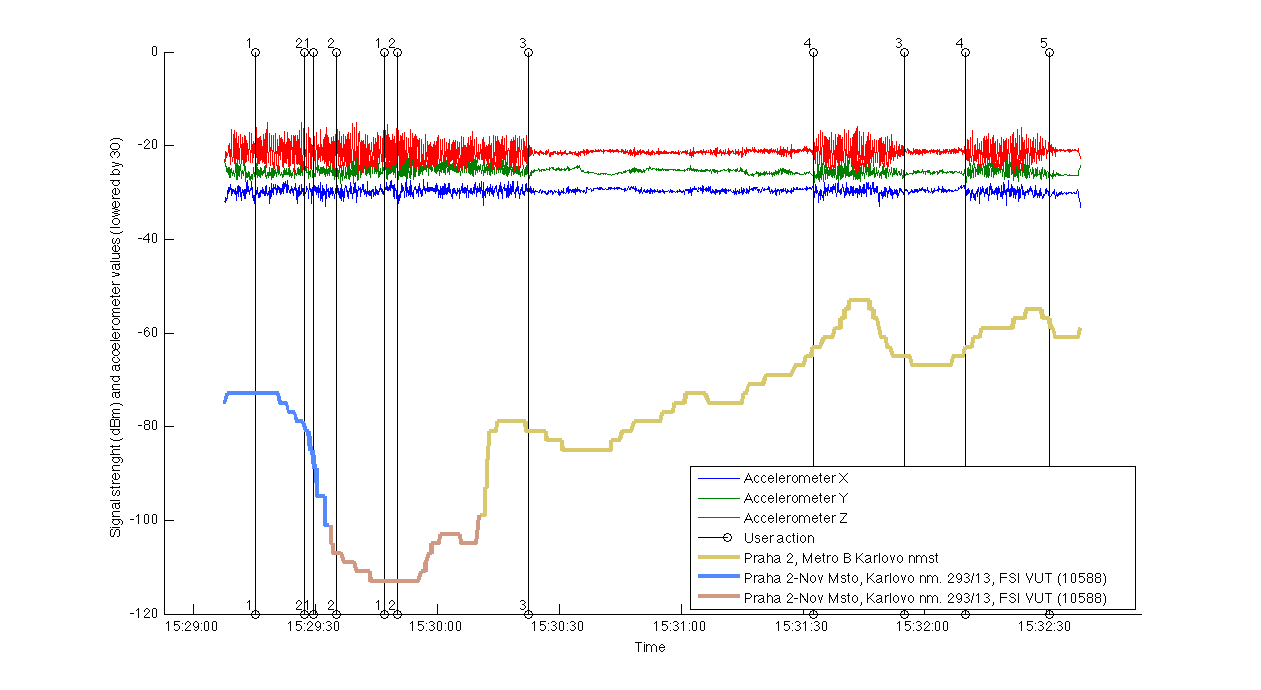 1 2 1 2 1 2 3 4 3 4 5
0
-20
-40
-60
-80
-100
-120
Signal strenght (dBm) and accelerometer values (lowered by 30)
Accelerometer X
Accelerometer Y
Accelerometer Z
User action
Praha 2, Metro B Karlovo nmst
Praha 2-Nov Msto, Karlovo nm. 293/13, FSI VUT (10588)
Praha 2-Nov Msto, Karlovo nm. 293/13, FSI VUT (10588)
1 2 1 2 1 2 3
15:29:00 15:29:30 15:30:00 15:30:30 15:31:00 15:31:30 15:32:00 15:32:30
Time